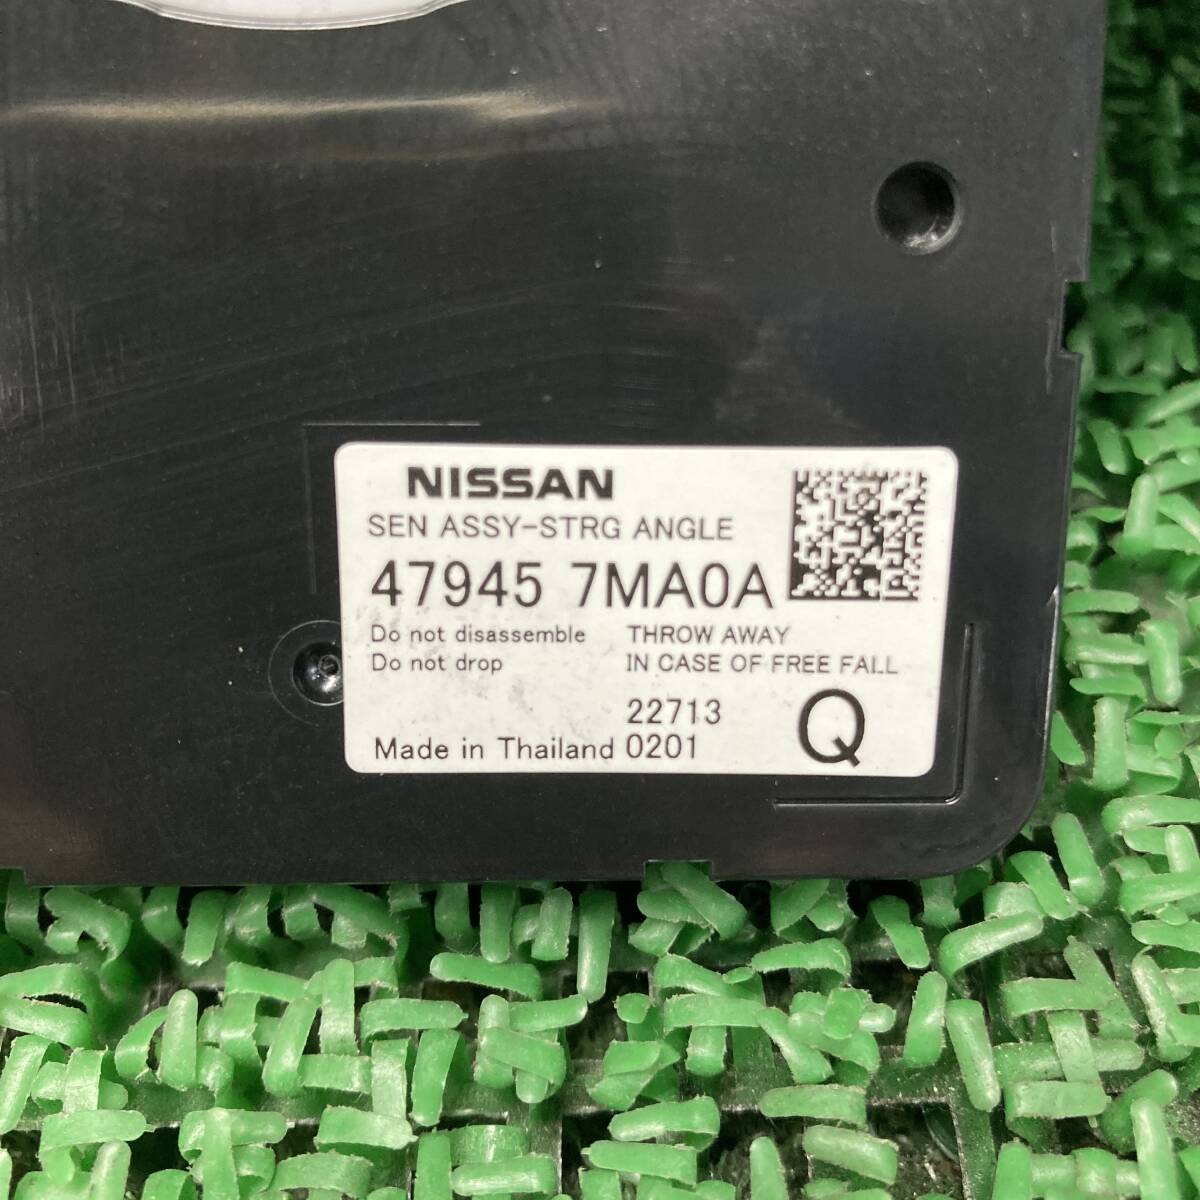 NISSAN
SEN ASSY-STRG ANGLE
47945 7MA0A
Do not disassemble THROW AWAY
Do not drop IN CASE OF FREE FALL
22713
Made in Thailand 0201 Q